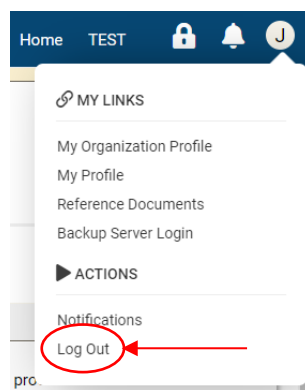 Home TEST J
MY LINKS
My Organization Profile
My Profile
Reference Documents
Backup Server Login
ACTIONS
Notifications
Log Out
pro